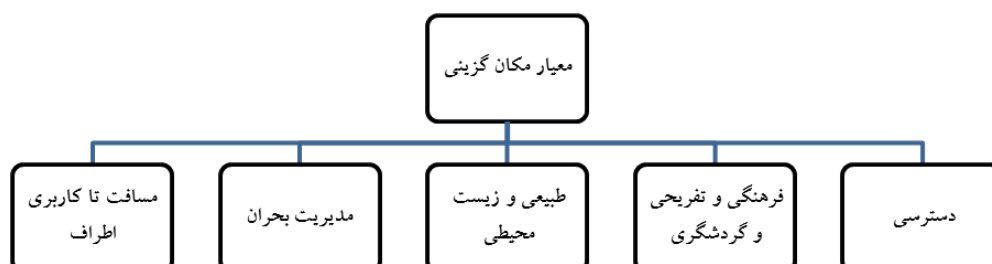 معیار مکان گزینی
دسترسی
فرهنگی و تفریحی
و گردشگری
طبیعی و زیست
محیطی
مدیریت بحران
مسافت تا کاربری
اطراف